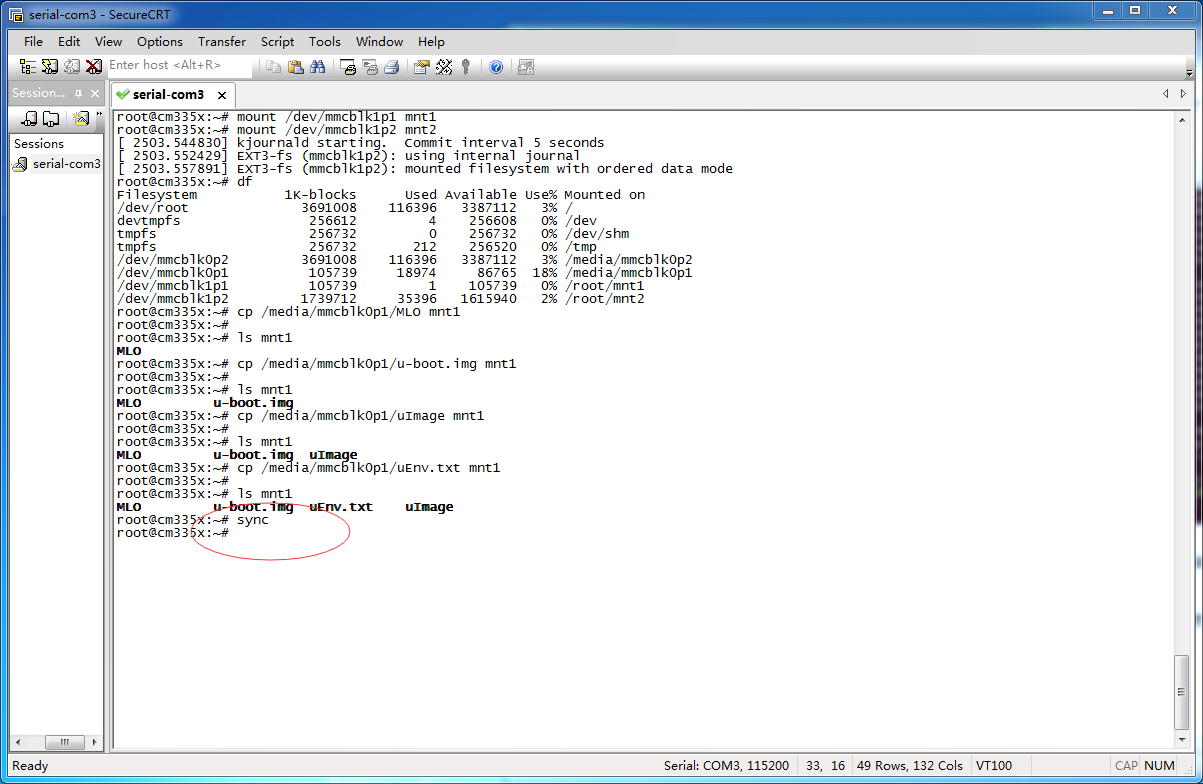 serial-com3 - SecureCRT
File Edit View Options Transfer Script Tools Window Help
Enter host <Alt+R>
Session...
serial-com3
Sessions
serial-com3
root@cm335x:~# mount /dev/mmcblk1p1 mnt1
root@cm335x:~# mount /dev/mmcblk1p2 mnt2
[ 2503.544830] kjournald starting.  Commit interval 5 seconds
[ 2503.552429] EXT3-fs (mmcblk1p2): using internal journal
[ 2503.557891] EXT3-fs (mmcblk1p2): mounted filesystem with ordered data mode
root@cm335x:~# df
Filesystem           1K-blocks      Used Available Use% Mounted on
/dev/root              3691008    116396   3387112   3% /
devtmpfs                256612         4    256608   0% /dev
tmpfs                   256732         0    256732   0% /dev/shm
tmpfs                   256732       212    256520   0% /tmp
/dev/mmcblk0p2         3691008    116396   3387112   3% /media/mmcblk0p2
/dev/mmcblk0p1          105739     18974     86765  18% /media/mmcblk0p1
/dev/mmcblk1p1          105739         1    105739   0% /root/mnt1
/dev/mmcblk1p2         1739712     35396   1615940   2% /root/mnt2
root@cm335x:~# cp /media/mmcblk0p1/MLO mnt1
root@cm335x:~#
root@cm335x:~# ls mnt1
MLO
root@cm335x:~# cp /media/mmcblk0p1/u-boot.img mnt1
root@cm335x:~#
root@cm335x:~# ls mnt1
MLO         u-boot.img
root@cm335x:~# cp /media/mmcblk0p1/uImage mnt1
root@cm335x:~#
root@cm335x:~# ls mnt1
MLO         u-boot.img  uImage
root@cm335x:~# cp /media/mmcblk0p1/uEnv.txt mnt1
root@cm335x:~#
root@cm335x:~# ls mnt1
MLO         u-boot.img  uEnv.txt    uImage
root@cm335x:~# sync
root@cm335x:~#
Ready Serial: COM3, 115200 33, 16 49 Rows, 132 Cols VT100 CAP NUM